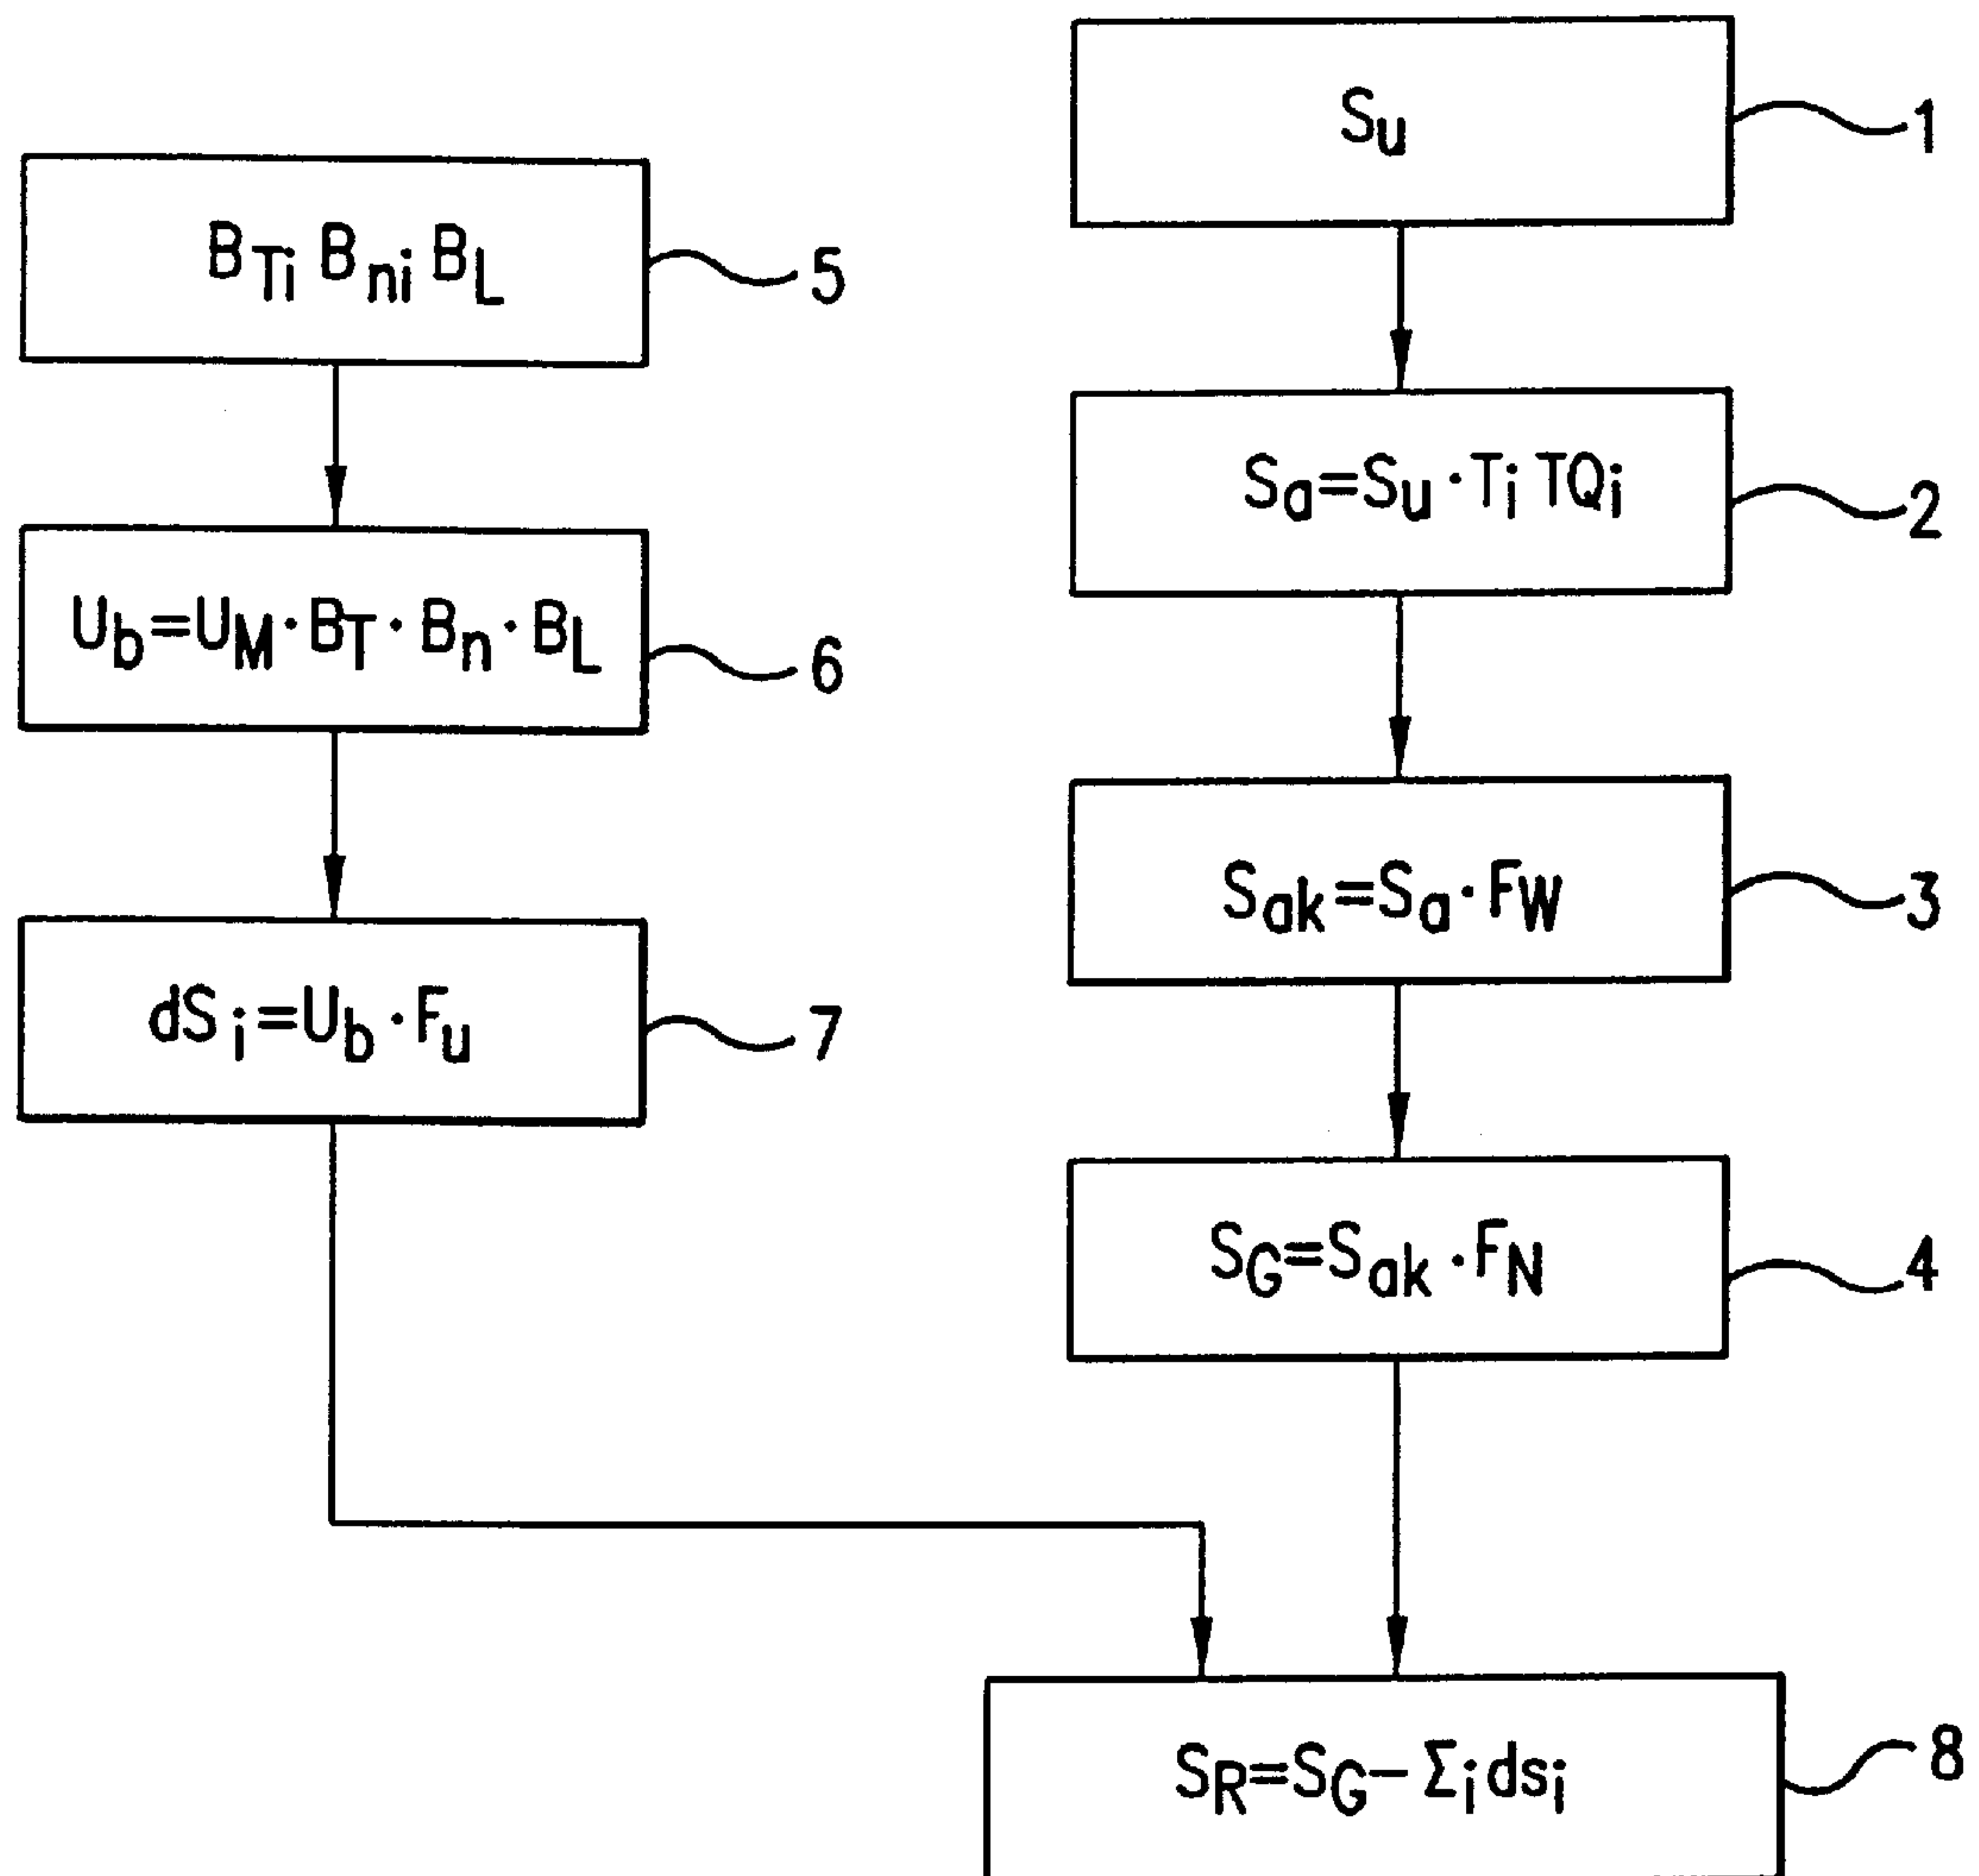 S_u
1
B_Ti B_ni B_L
5
S_a=S_u·T_i TQ_i
2
U_b=U_M·B_T·B_n·B_L
6
S_ak=S_a·F_W
3
dS_i=U_b·F_u
7
S_G=S_ak·F_N
4
S_R=S_G−Σ_i ds_i
8